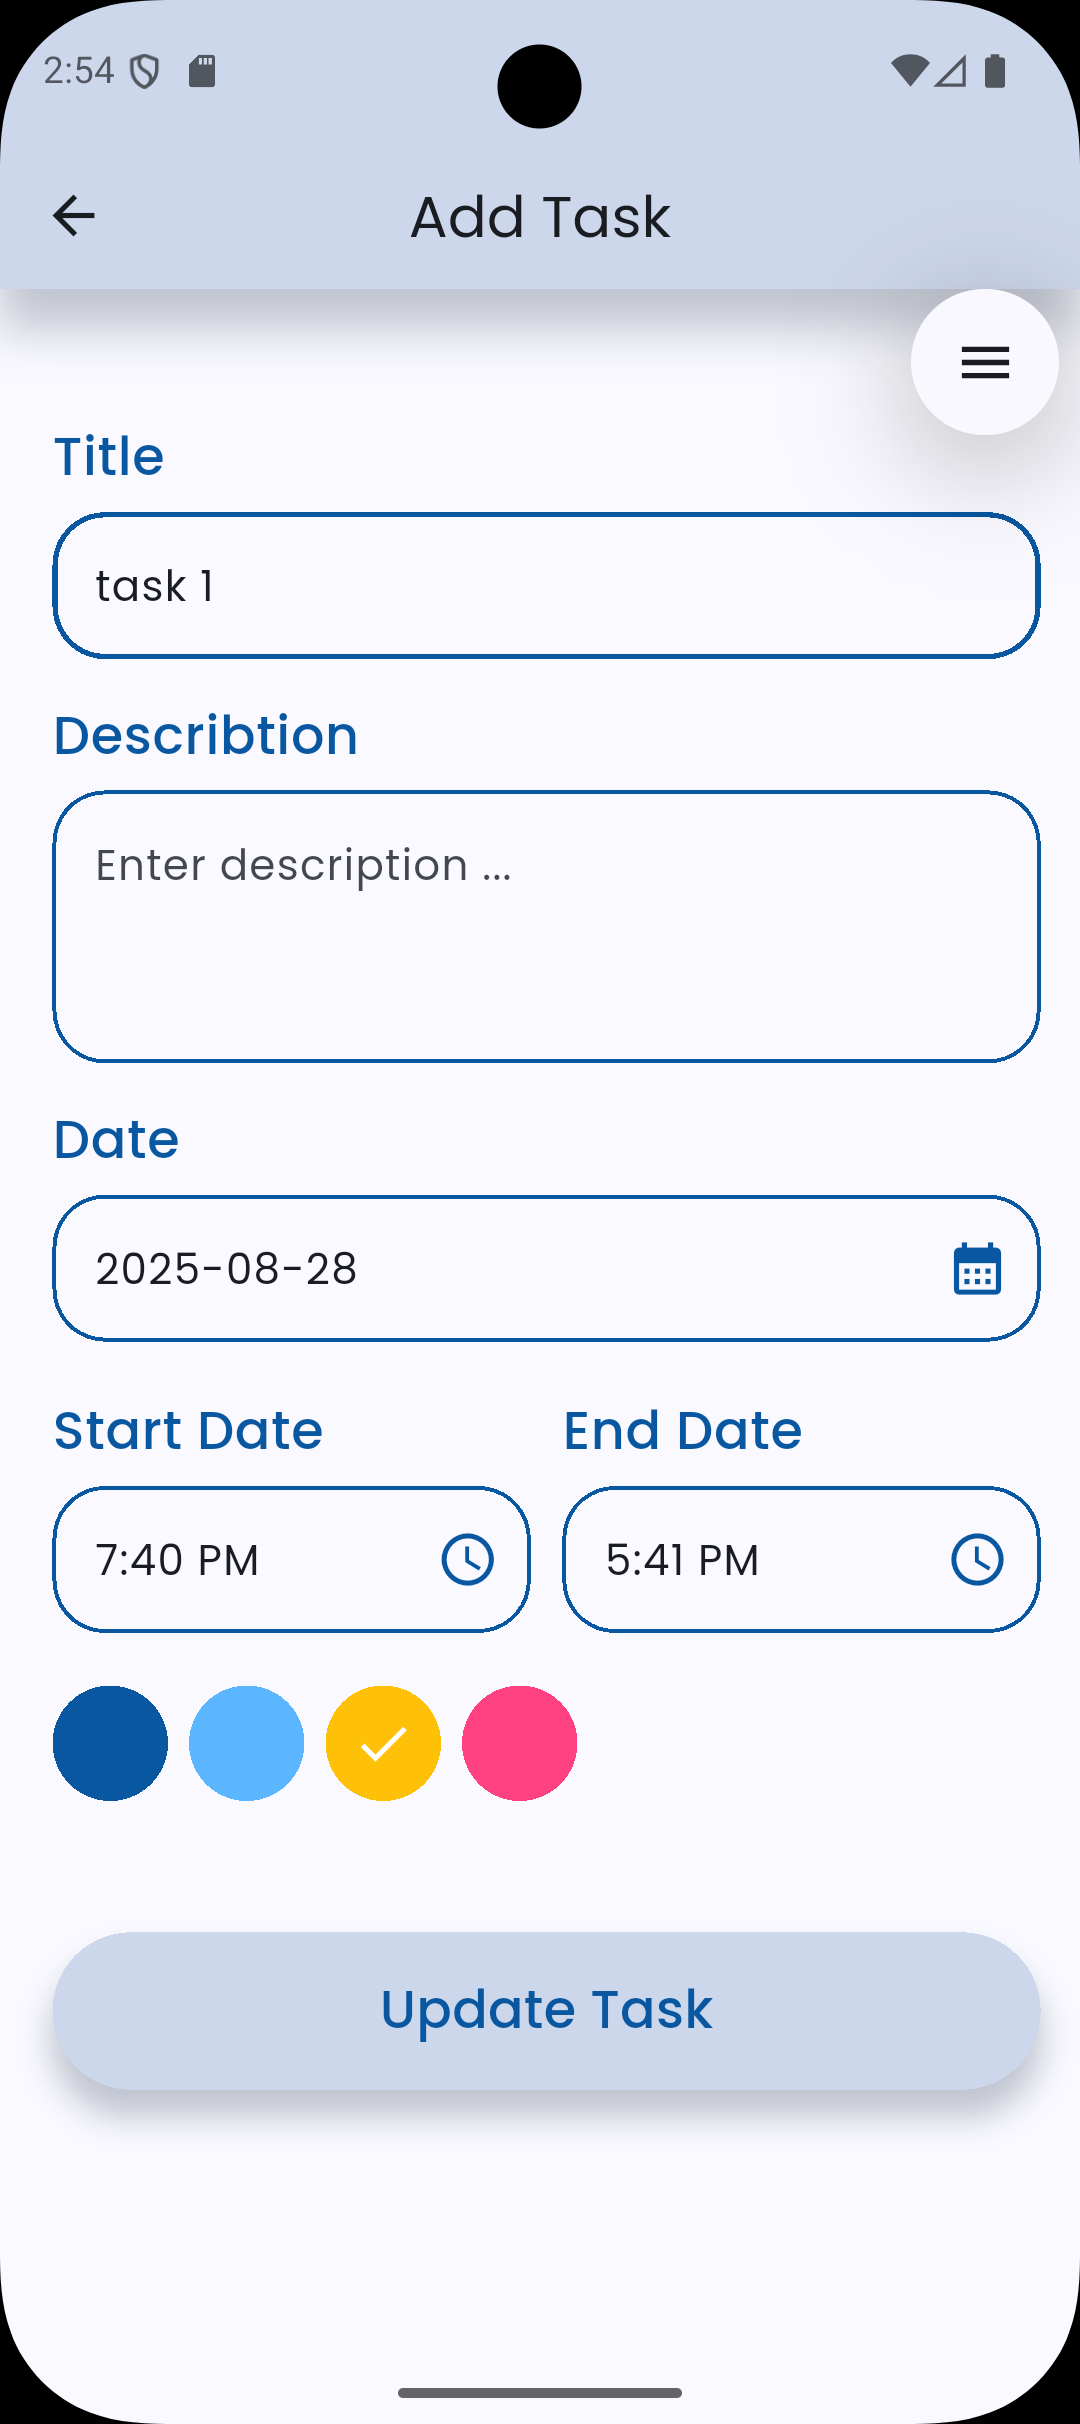 2:54
Add Task
Title
task 1
Describtion
Enter description ...
Date
2025-08-28
Start Date End Date
7:40 PM 5:41 PM
Update Task